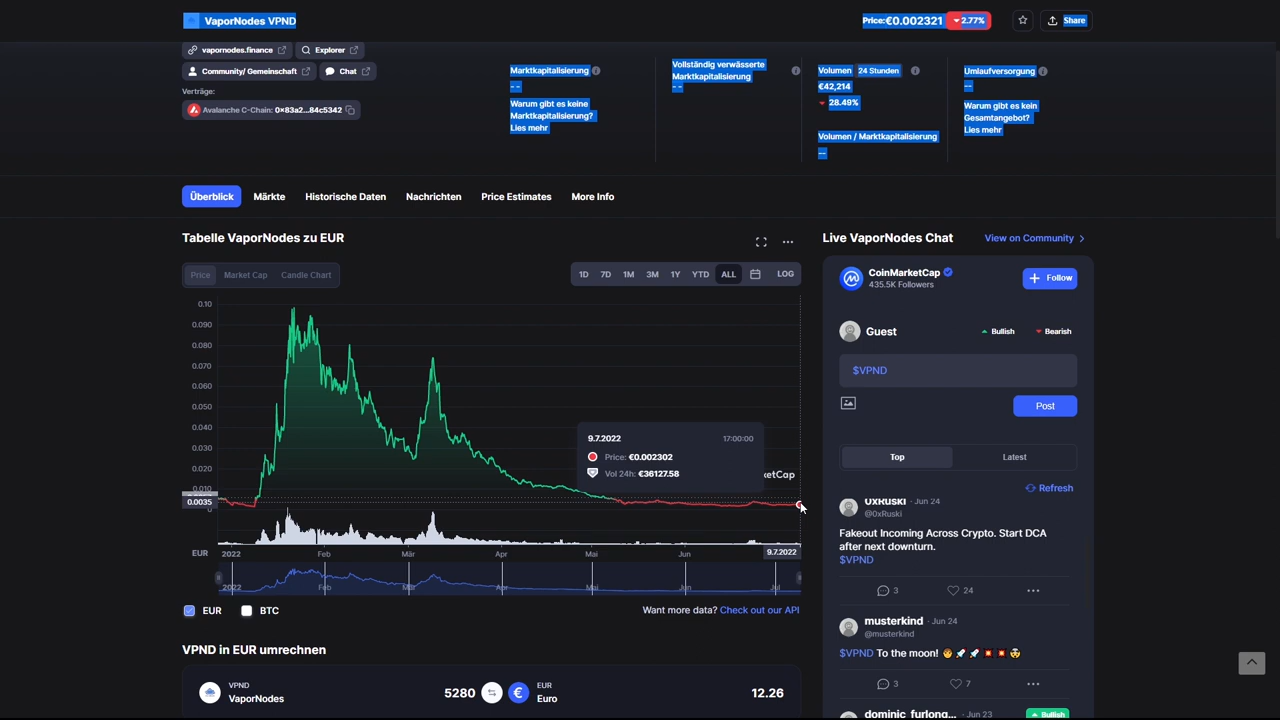 VaporNodes VPND
Price:€0.002321 2.77%
Share
vapornodes.finance
Explorer
Community/ Gemeinschaft
Chat
Verträge:
Avalanche C-Chain: 0x83a2...84c5342
Marktkapitalisierung
- -
Warum gibt es keine
Marktkapitalisierung?
Lies mehr
Vollständig verwässerte
Marktkapitalisierung
- -
Volumen 24 Stunden
€42,214
28.49%
Volumen / Marktkapitalisierung
--
Umlaufversorgung
--
Warum gibt es kein
Gesamtangebot?
Lies mehr
Überblick
Märkte
Historische Daten
Nachrichten
Price Estimates
More Info
Tabelle VaporNodes zu EUR
Price
Market Cap
Candle Chart
1D 7D 1M 3M 1Y YTD ALL LOG
0.10
0.090
0.080
0.070
0.060
0.050
0.040
0.030
0.020
0.010
0.0035
0
9.7.2022 17:00:00
Price: €0.002302
Vol 24h: €36127.58
EUR 2022 Feb Mär Apr Mai Jun 9.7.2022
2022 Feb Mär Apr Mai Jun Jul
EUR
BTC
Want more data? Check out our API
VPND in EUR umrechnen
VPND
VaporNodes
5280
EUR
Euro
12.26
Live VaporNodes Chat
View on Community
CoinMarketCap
435.5K Followers
Follow
Guest
Bullish
Bearish
$VPND
Post
Top
Latest
Refresh
0xRuski · Jun 24
@0xRuski
Fakeout Incoming Across Crypto. Start DCA
after next downturn.
$VPND
3
24
musterkind · Jun 24
@musterkind
$VPND To the moon!
3
7
dominic_furlong... · Jun 23
Bullish